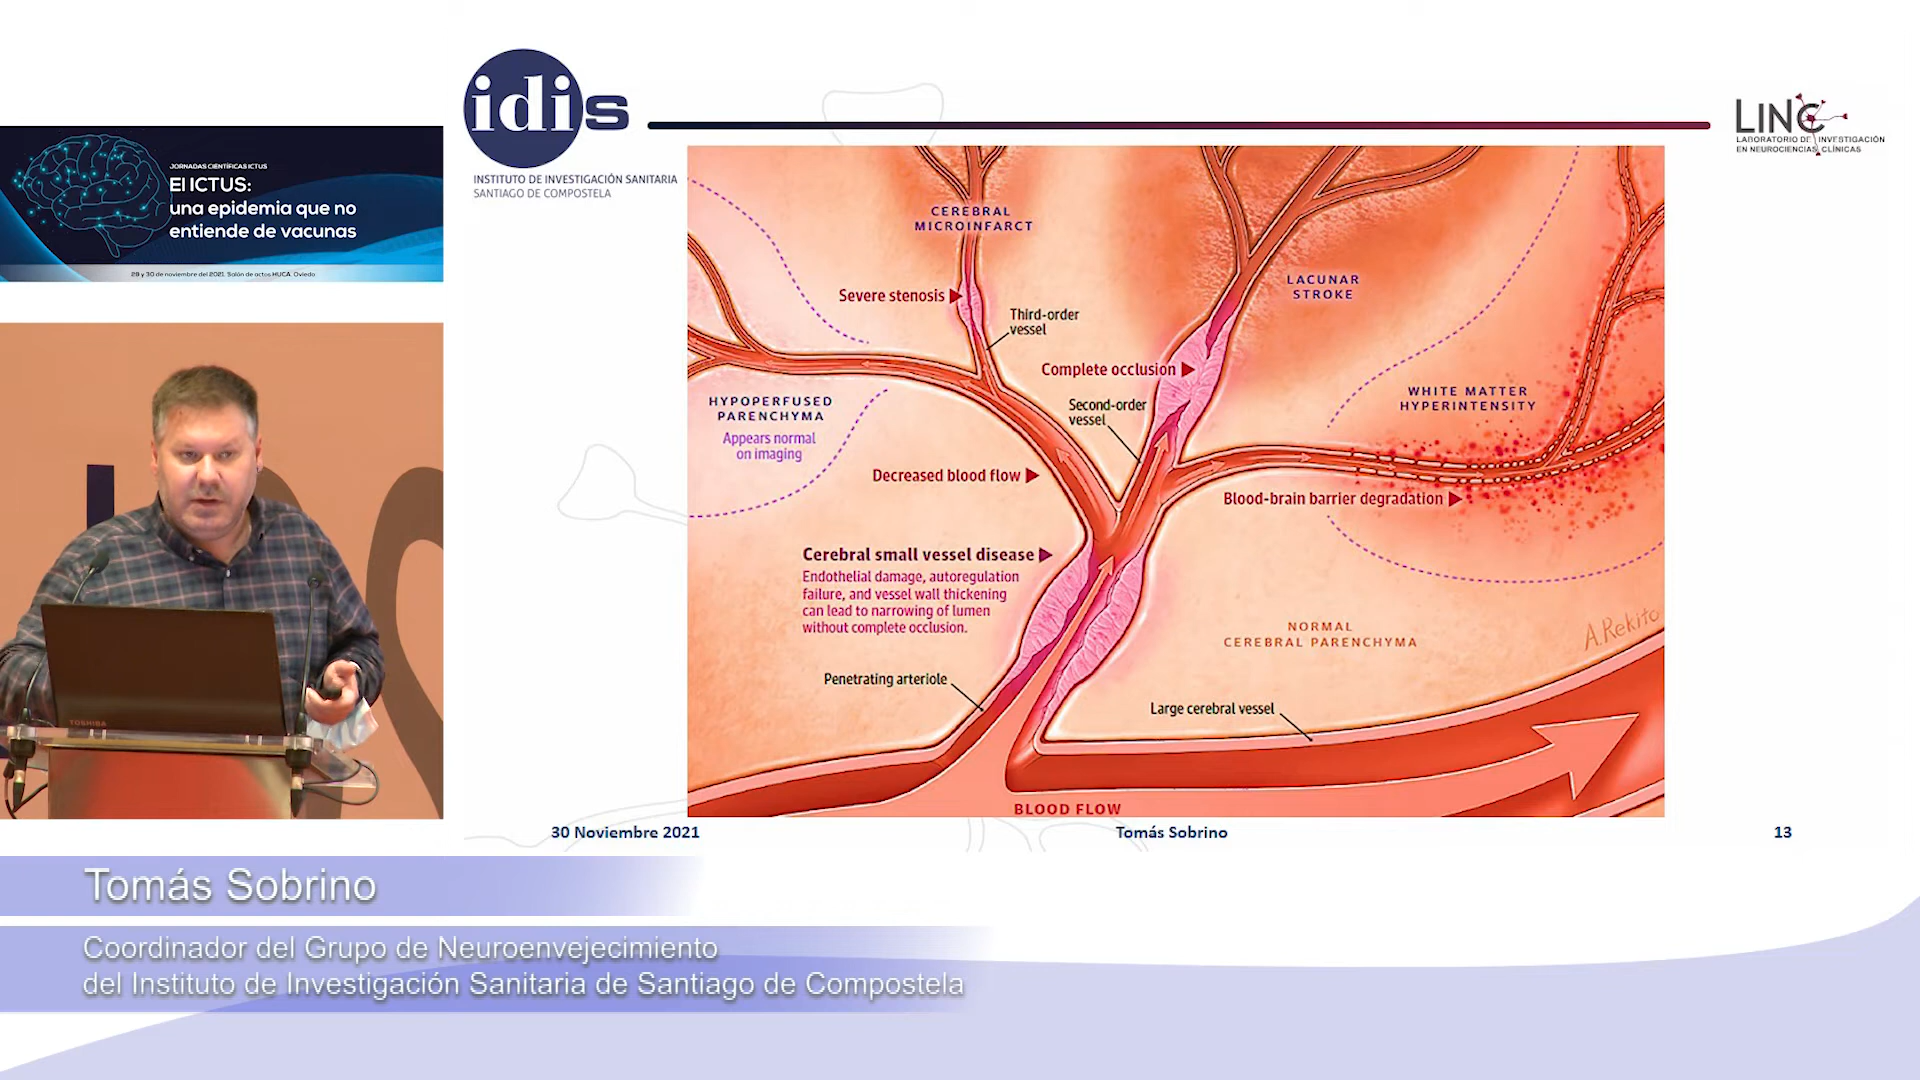 idis
INSTITUTO DE INVESTIGACIÓN SANITARIA
SANTIAGO DE COMPOSTELA
LINC
LABORATORIO DE INVESTIGACIÓN
EN NEUROCIENCIAS CLÍNICAS
JORNADAS CIENTÍFICAS ICTUS
El ICTUS:
una epidemia que no
entiende de vacunas
29 y 30 de noviembre del 2021. Salón de actos HUCA. Oviedo
CEREBRAL
MICROINFARCT
Severe stenosis
Third-order
vessel
LACUNAR
STROKE
Complete occlusion
Second-order
vessel
HYPOPERFUSED
PARENCHYMA
Appears normal
on imaging
WHITE MATTER
HYPERINTENSITY
Decreased blood flow
Blood-brain barrier degradation
Cerebral small vessel disease
Endothelial damage, autoregulation
failure, and vessel wall thickening
can lead to narrowing of lumen
without complete occlusion.
NORMAL
CEREBRAL PARENCHYMA
A.Rekito
Penetrating arteriole
Large cerebral vessel
BLOOD FLOW
TOSHIBA
30 Noviembre 2021
Tomás Sobrino
13
Tomás Sobrino
Coordinador del Grupo de Neuroenvejecimiento
del Instituto de Investigación Sanitaria de Santiago de Compostela